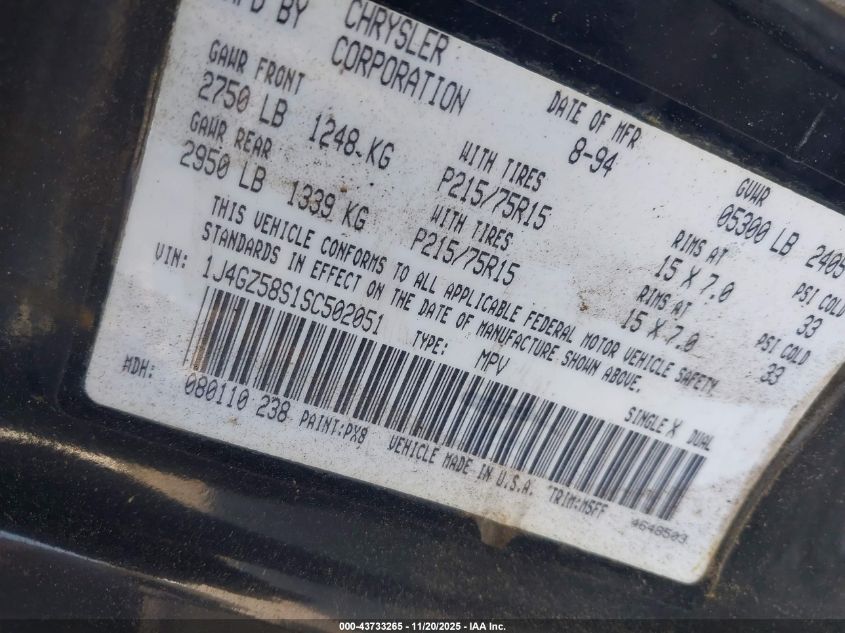 MFD BY CHRYSLER
CORPORATION
DATE OF MFR
8-94
GVWR
05300 LB 2405
GAWR FRONT
2750 LB 1248 KG
WITH TIRES
P215/75R15
RIMS AT
15 X 7.0
PSI COLD
33
GAWR REAR
2950 LB 1339 KG
WITH TIRES
P215/75R15
RIMS AT
15 X 7.0
PSI COLD
33
THIS VEHICLE CONFORMS TO ALL APPLICABLE FEDERAL MOTOR VEHICLE SAFETY
STANDARDS IN EFFECT ON THE DATE OF MANUFACTURE SHOWN ABOVE.
VIN: 1J4GZ58S1SC502051
TYPE: MPV
SINGLE X DUAL
MDH: 080110 238
PAINT:PX8
VEHICLE MADE IN U.S.A.
TRIM:M5FF
4648503
000-43733265 - 11/20/2025 - IAA Inc.